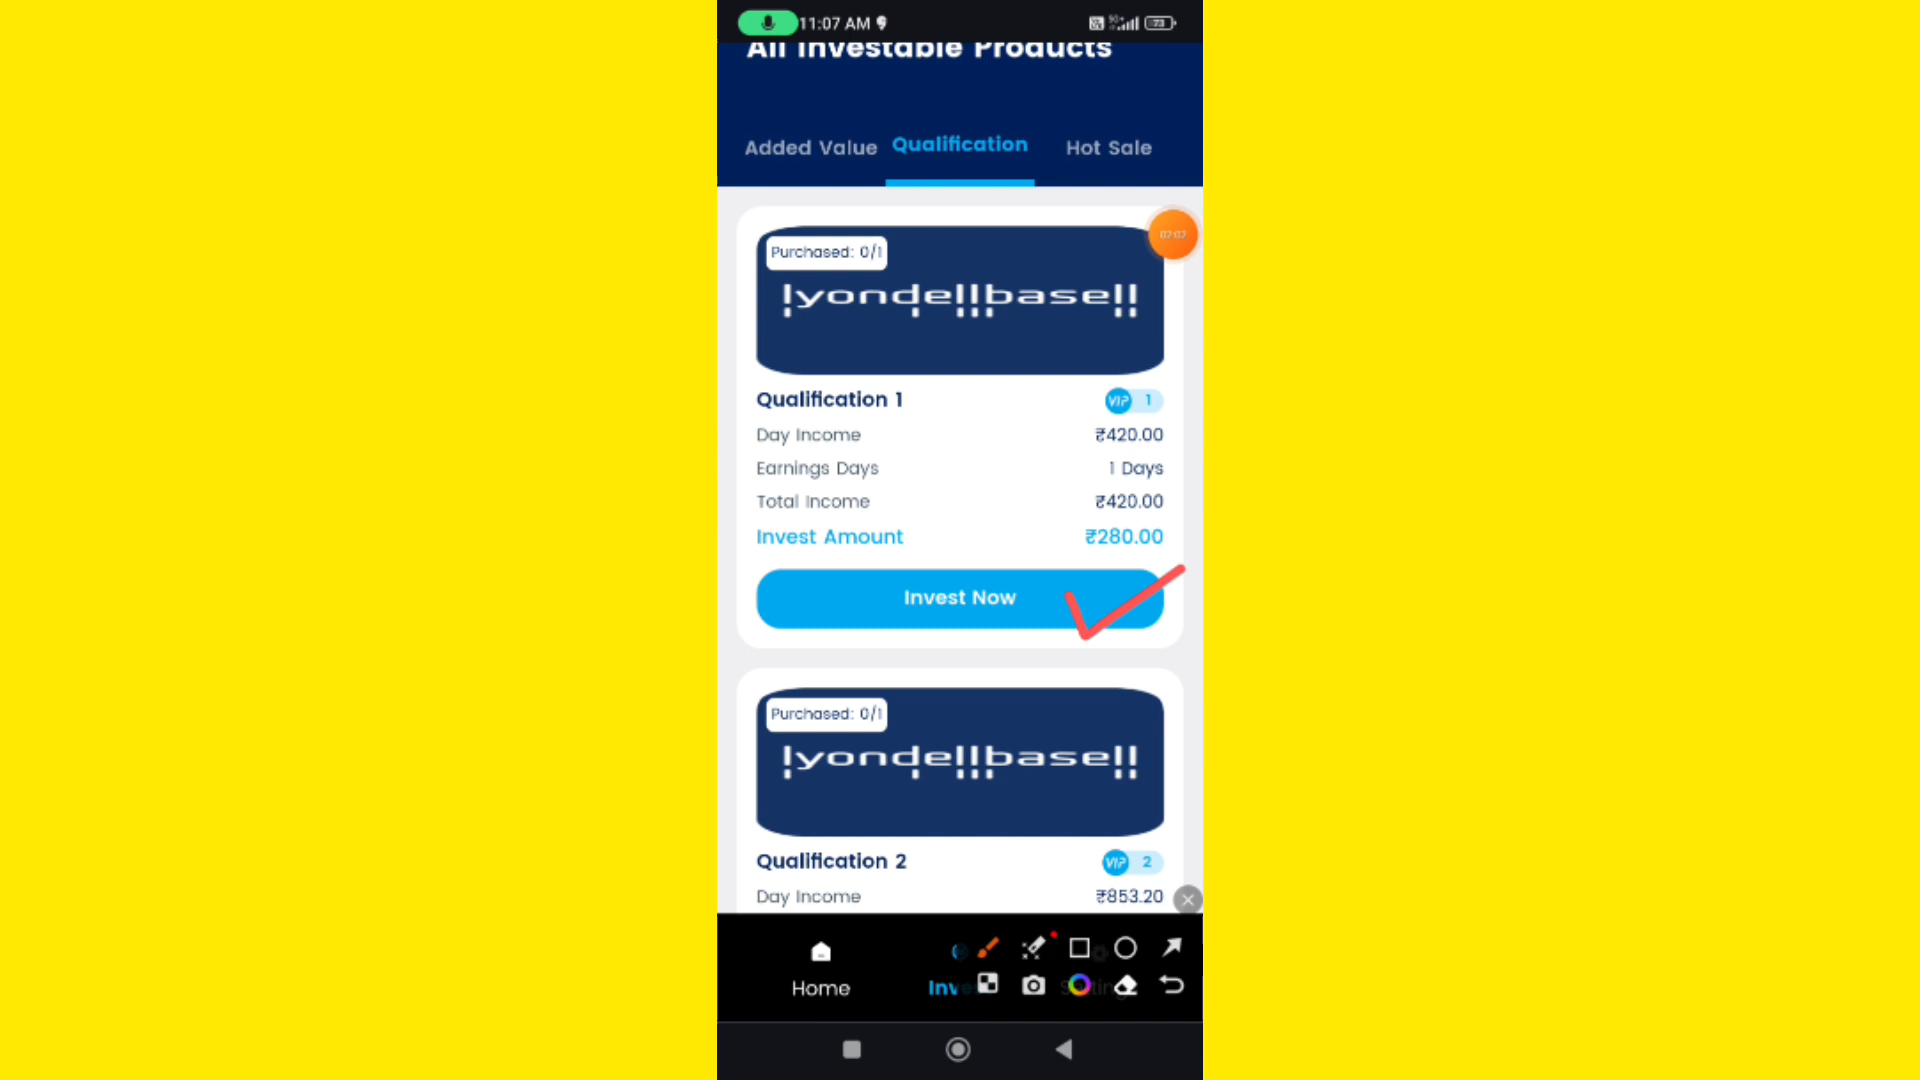 11:07 AM
73
All Investable Products
Added Value
Qualification
Hot Sale
Purchased: 0/1
lyondellbasell
Qualification 1
VIP 1
Day Income
₹420.00
Earnings Days
1 Days
Total Income
₹420.00
Invest Amount
₹280.00
Invest Now
Purchased: 0/1
lyondellbasell
Qualification 2
VIP 2
Day Income
₹853.20
Home
Inve